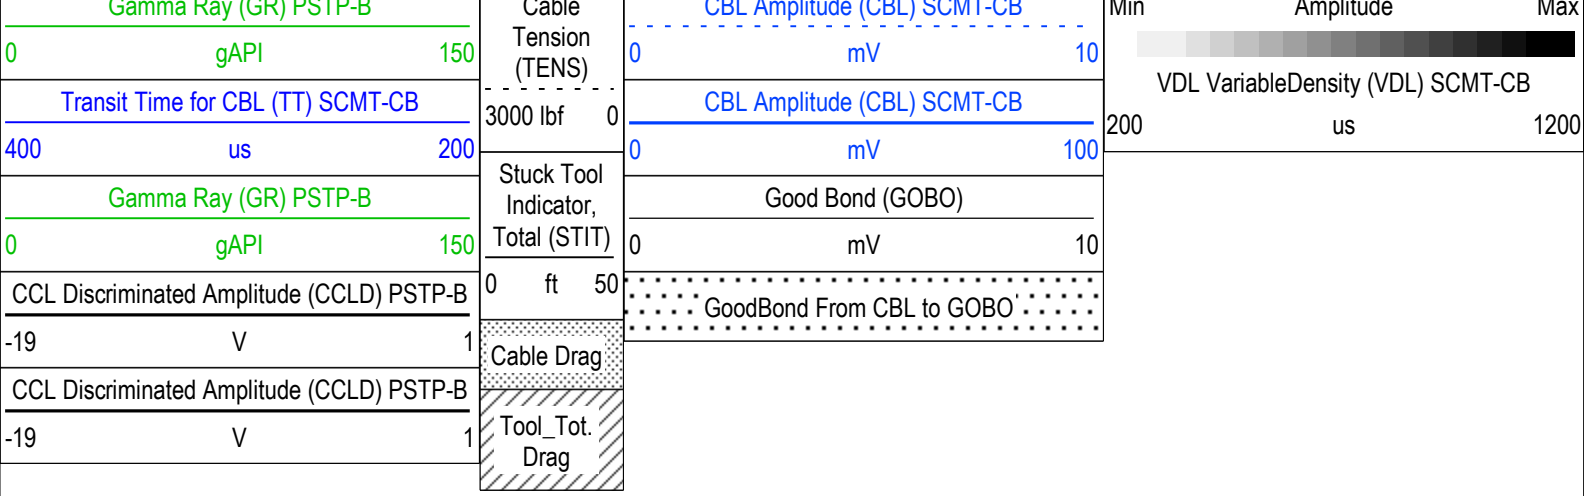 Gamma Ray (GR) PSTP-B
0 gAPI 150
Transit Time for CBL (TT) SCMT-CB
400 us 200
Gamma Ray (GR) PSTP-B
0 gAPI 150
CCL Discriminated Amplitude (CCLD) PSTP-B
-19 V 1
CCL Discriminated Amplitude (CCLD) PSTP-B
-19 V 1
Cable
Tension
(TENS)
3000 lbf 0
Stuck Tool
Indicator,
Total (STIT)
0 ft 50
Cable Drag
Tool_Tot.
Drag
CBL Amplitude (CBL) SCMT-CB
0 mV 10
CBL Amplitude (CBL) SCMT-CB
0 mV 100
Good Bond (GOBO)
0 mV 10
GoodBond From CBL to GOBO
Min Amplitude Max
VDL VariableDensity (VDL) SCMT-CB
200 us 1200